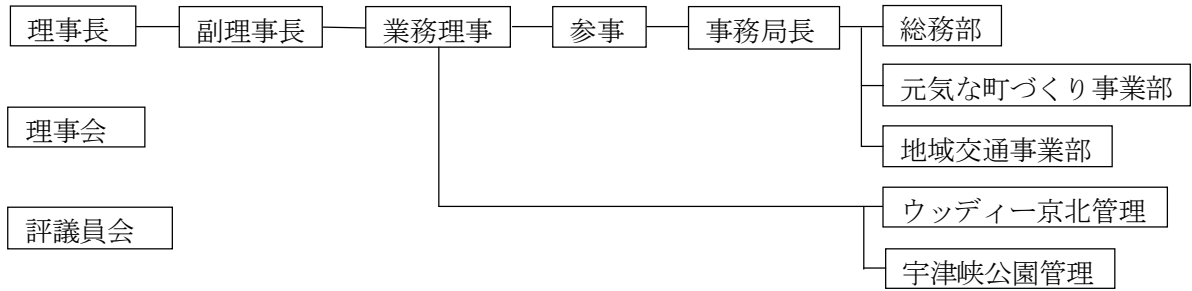 理事長
副理事長
業務理事
参事
事務局長
総務部
元気な町づくり事業部
理事会
地域交通事業部
評議員会
ウッディー京北管理
宇津峡公園管理